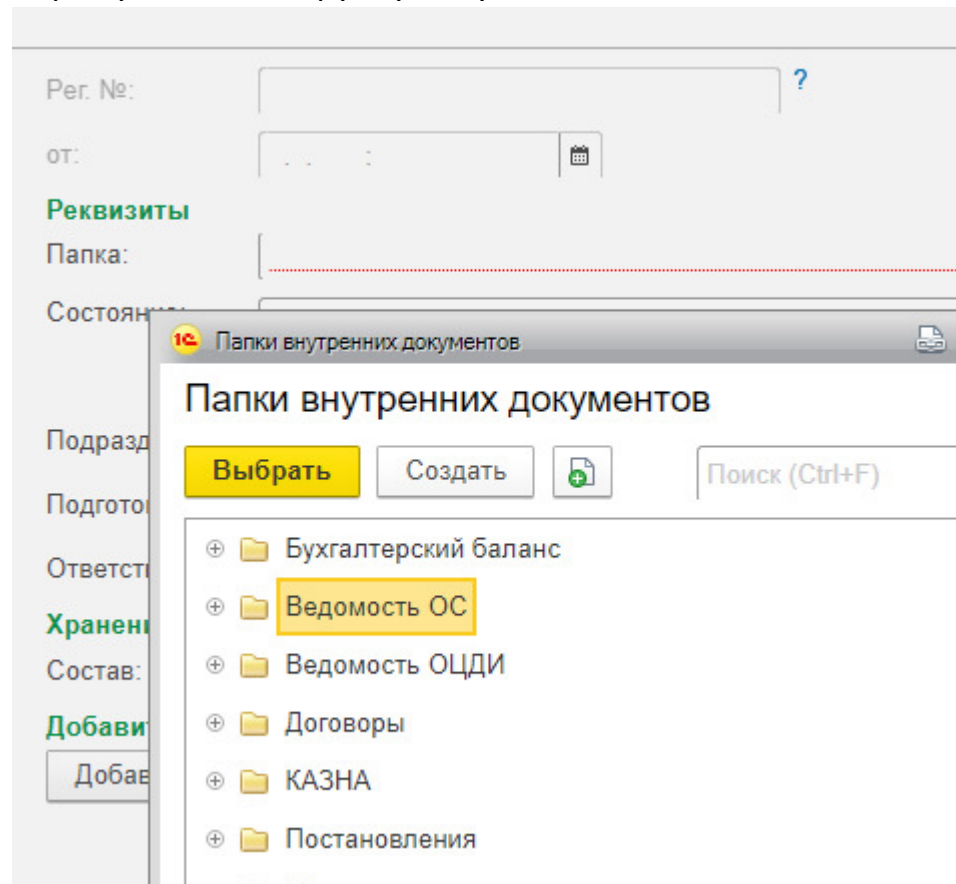 Рег. №:
?
от:
. . :
Реквизиты
Папка:
1С Папки внутренних документов
Папки внутренних документов
Выбрать Создать Поиск (Ctrl+F)
Бухгалтерский баланс
Ведомость ОС
Ведомость ОЦДИ
Состав:
Договоры
КАЗНА
Постановления